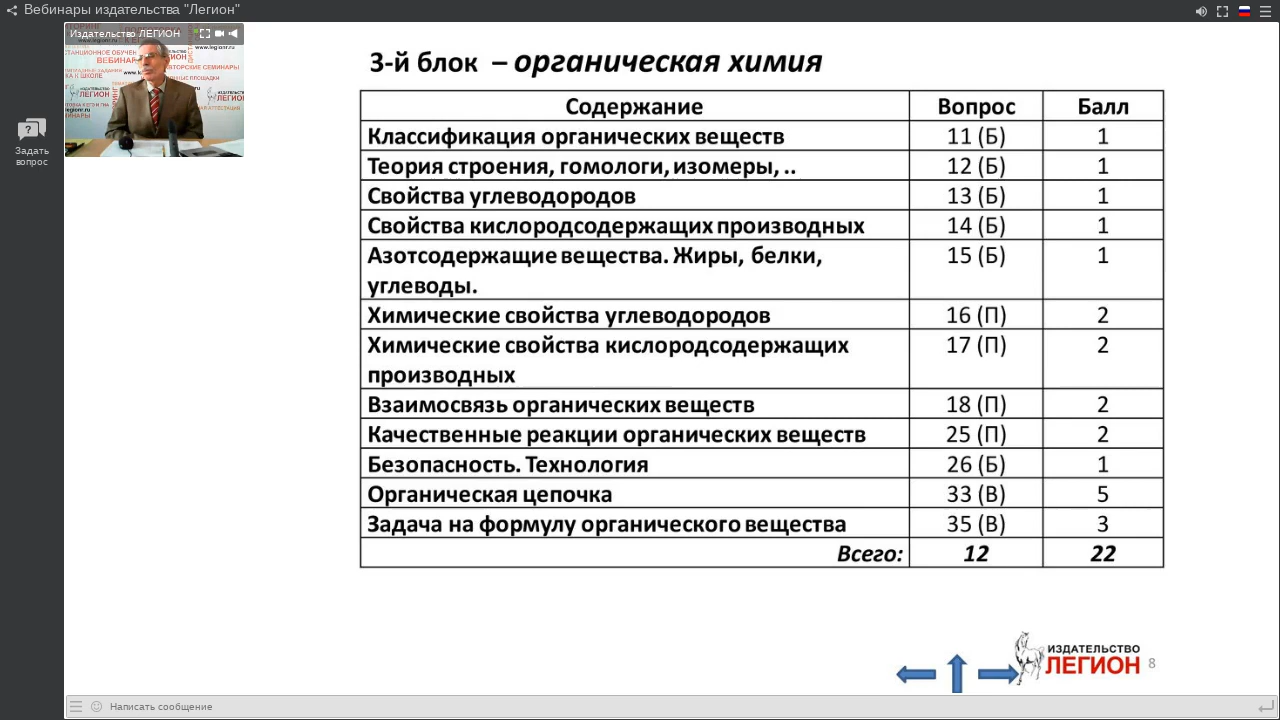 Вебинары издательства "Легион"
Издательство ЛЕГИОН
Задать
вопрос
3-й блок – органическая химия
Содержание Вопрос Балл
Классификация органических веществ 11 (Б) 1
Теория строения, гомологи, изомеры, .. 12 (Б) 1
Свойства углеводородов 13 (Б) 1
Свойства кислородсодержащих производных 14 (Б) 1
Азотсодержащие вещества. Жиры, белки, 15 (Б) 1
углеводы.
Химические свойства углеводородов 16 (П) 2
Химические свойства кислородсодержащих 17 (П) 2
производных
Взаимосвязь органических веществ 18 (П) 2
Качественные реакции органических веществ 25 (П) 2
Безопасность. Технология 26 (Б) 1
Органическая цепочка 33 (В) 5
Задача на формулу органического вещества 35 (В) 3
Всего: 12 22
ИЗДАТЕЛЬСТВО
ЛЕГИОН
8
Написать сообщение